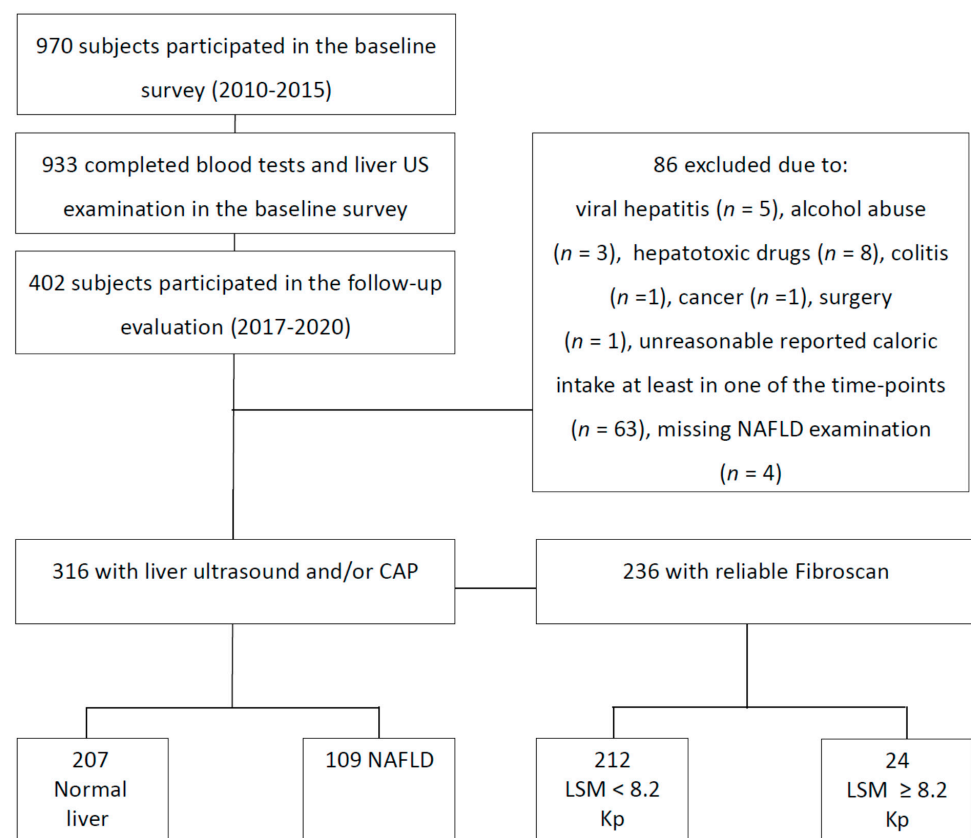 970 subjects participated in the baseline
survey (2010-2015)
933 completed blood tests and liver US
examination in the baseline survey
402 subjects participated in the follow-up
evaluation (2017-2020)
86 excluded due to:
viral hepatitis (n = 5), alcohol abuse
(n = 3), hepatotoxic drugs (n = 8), colitis
(n =1), cancer (n =1), surgery
(n = 1), unreasonable reported caloric
intake at least in one of the time-points
(n = 63), missing NAFLD examination
(n = 4)
316 with liver ultrasound and/or CAP
236 with reliable Fibroscan
207
Normal
liver
109 NAFLD
212
LSM < 8.2
Kp
24
LSM ≥ 8.2
Kp